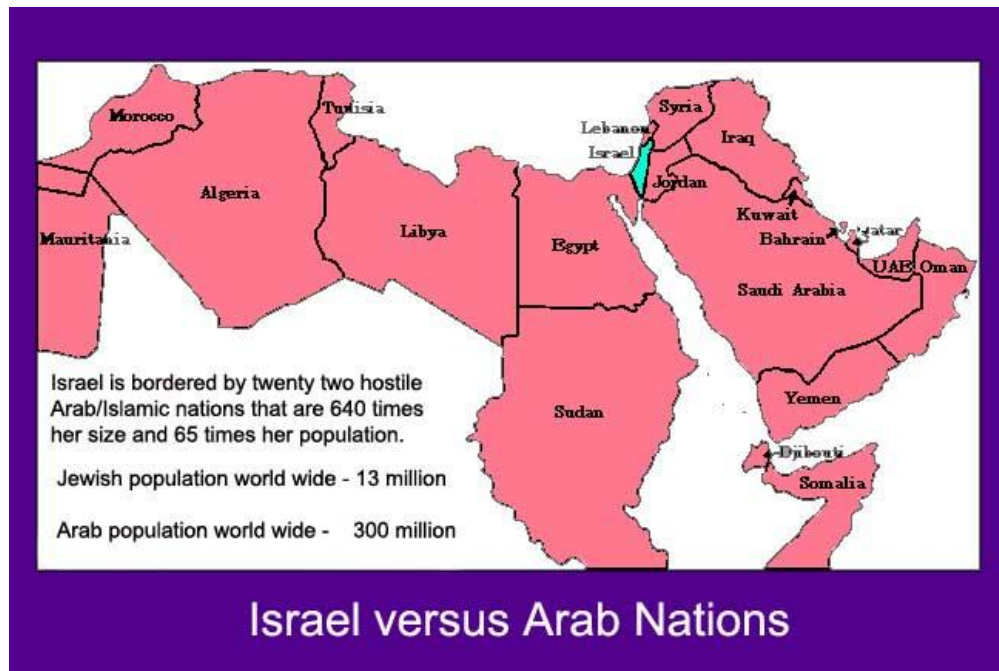 Morocco
Tunisia
Syria
Lebanon
Iraq
Israel
Jordan
Algeria
Kuwait
Mauritania
Libya
Egypt
Bahrain
Qatar
UAE
Oman
Saudi Arabia
Israel is bordered by twenty two hostile
Arab/Islamic nations that are 640 times
her size and 65 times her population.
Yemen
Sudan
Djibouti
Jewish population world wide - 13 million
Somalia
Arab population world wide - 300 million
Israel versus Arab Nations